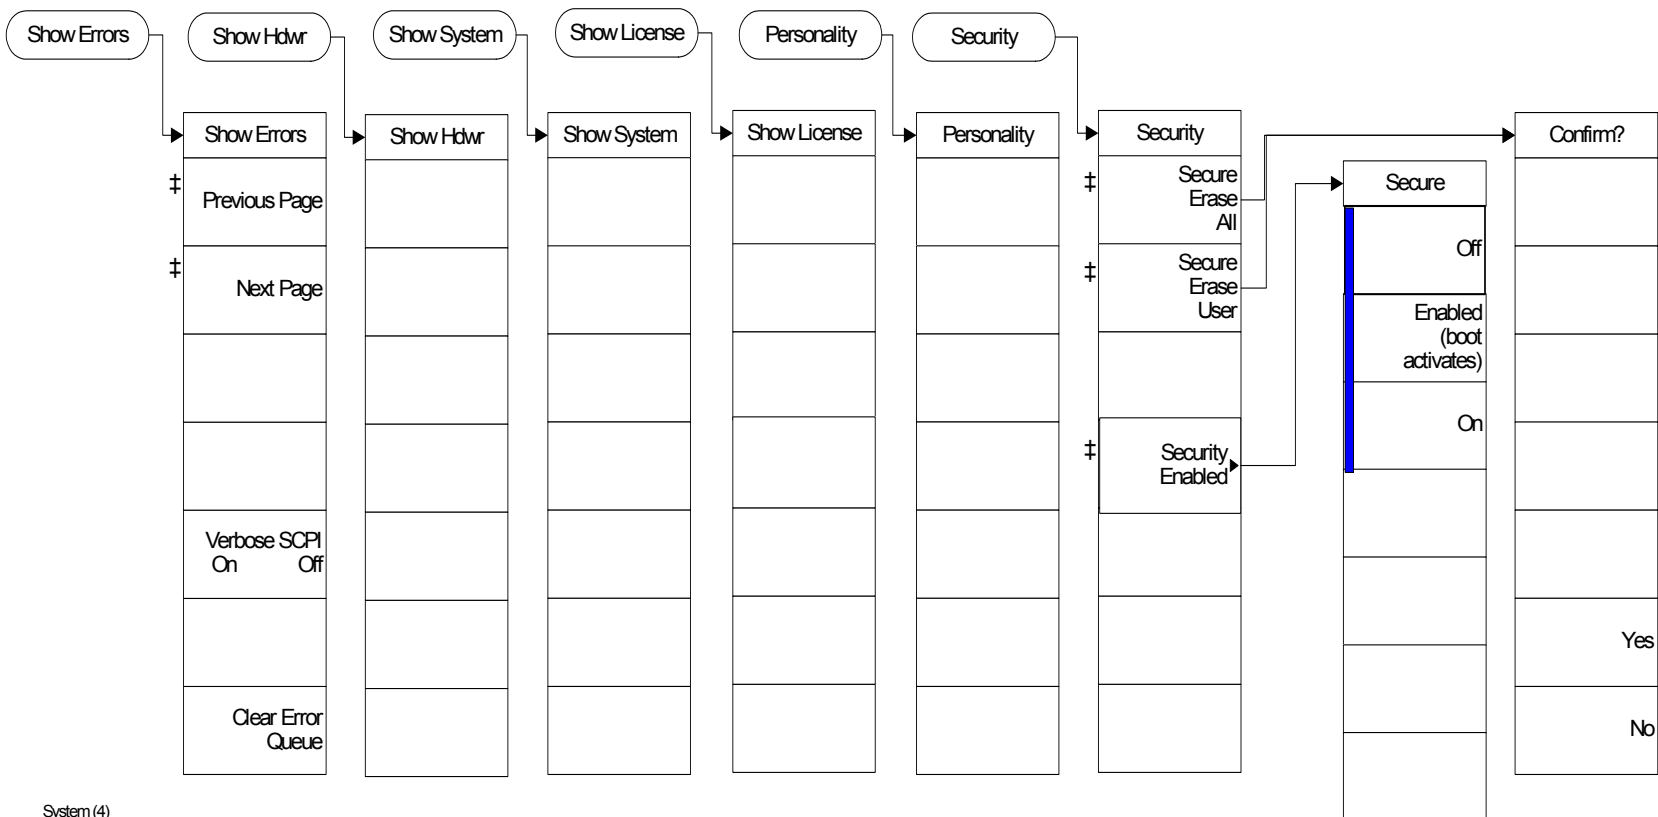 Show Errors
Show Hdwr
Show System
Show License
Personality
Security
Show Errors
‡
Previous Page
‡
Next Page
Verbose SCPI
On Off
Clear Error
Queue
Show Hdwr
Show System
Show License
Personality
Security
‡
Secure
Erase
All
‡
Secure
Erase
User
‡
Security
Enabled
Secure
Off
Enabled
(boot
activates)
On
Confirm?
Yes
No
System (4)